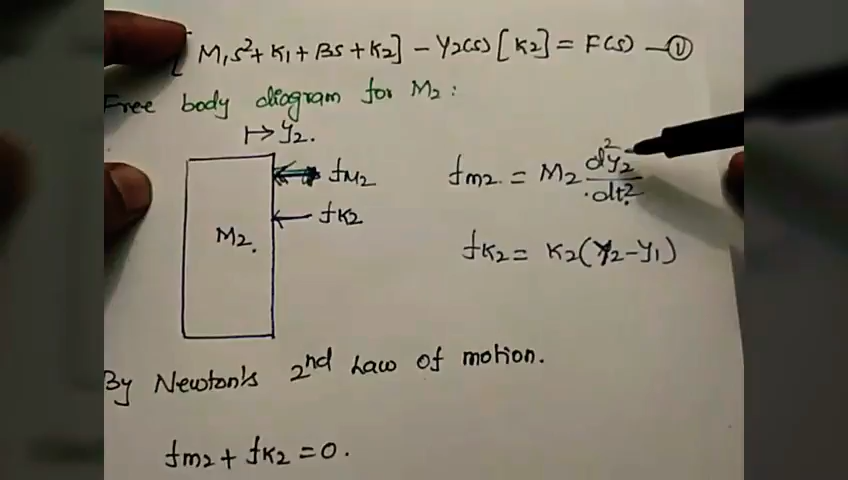 [ M₁s²+K₁+Bs+K₂] - Y₂(s) [K₂] = F(s) —①
Free body diagram for M₂:
↦ y₂.
fM₂
fK₂
M₂.
fm₂ = M₂ d²y₂/dt²
fK₂ = K₂(Y₂-y₁)
By Newton's 2nd Law of motion.
fm₂ + fK₂ = 0.